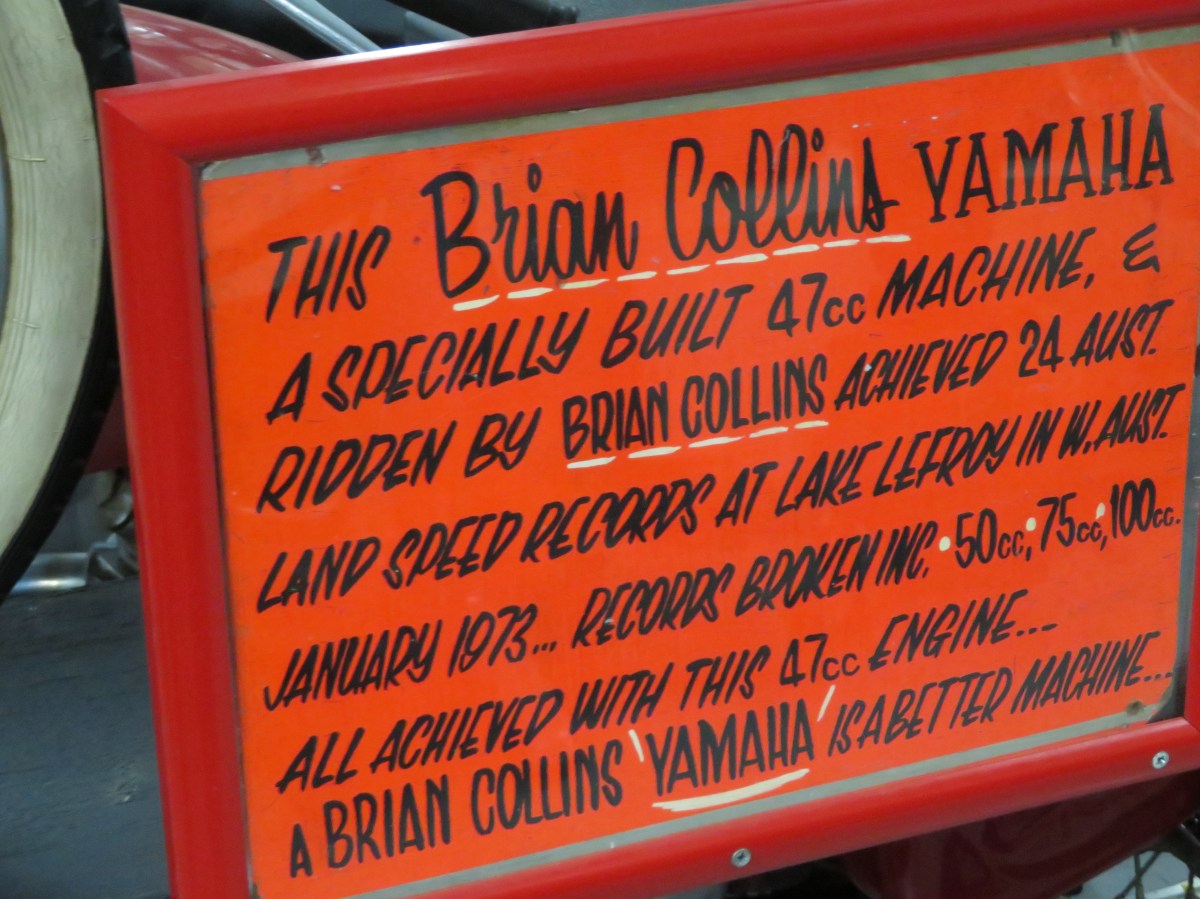 THIS Brian Collins YAMAHA
A SPECIALLY BUILT 47cc MACHINE, &
RIDDEN BY BRIAN COLLINS ACHIEVED 24 AUST.
LAND SPEED RECORDS AT LAKE LEFROY IN W. AUST.
JANUARY 1973... RECORDS BROKEN INC. • 50cc, • 75cc, 100cc.
ALL ACHIEVED WITH THIS 47cc ENGINE...
A BRIAN COLLINS 'YAMAHA' IS A BETTER MACHINE...